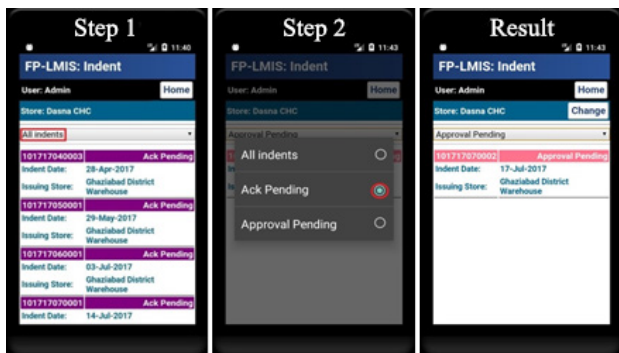 Step 1
11:40
FP-LMIS: Indent
User: Admin
Home
Store: Dasna CHC
All indents
101717040003 Ack Pending
Indent Date: 28-Apr-2017
Issuing Store: Ghaziabad District
Warehouse
101717050001 Ack Pending
Indent Date: 29-May-2017
Issuing Store: Ghaziabad District
Warehouse
101717060001 Ack Pending
Indent Date: 03-Jul-2017
Issuing Store: Ghaziabad District
Warehouse
101717070001 Ack Pending
Indent Date: 14-Jul-2017
Step 2
11:43
FP-LMIS: Indent
User: Admin
Home
Store: Dasna CHC
Approval Pending
All indents
Ack Pending
Approval Pending
Result
11:43
FP-LMIS: Indent
User: Admin
Home
Store: Dasna CHC
Change
Approval Pending
101717070002 Approval Pending
Indent Date: 17-Jul-2017
Issuing Store: Ghaziabad District
Warehouse